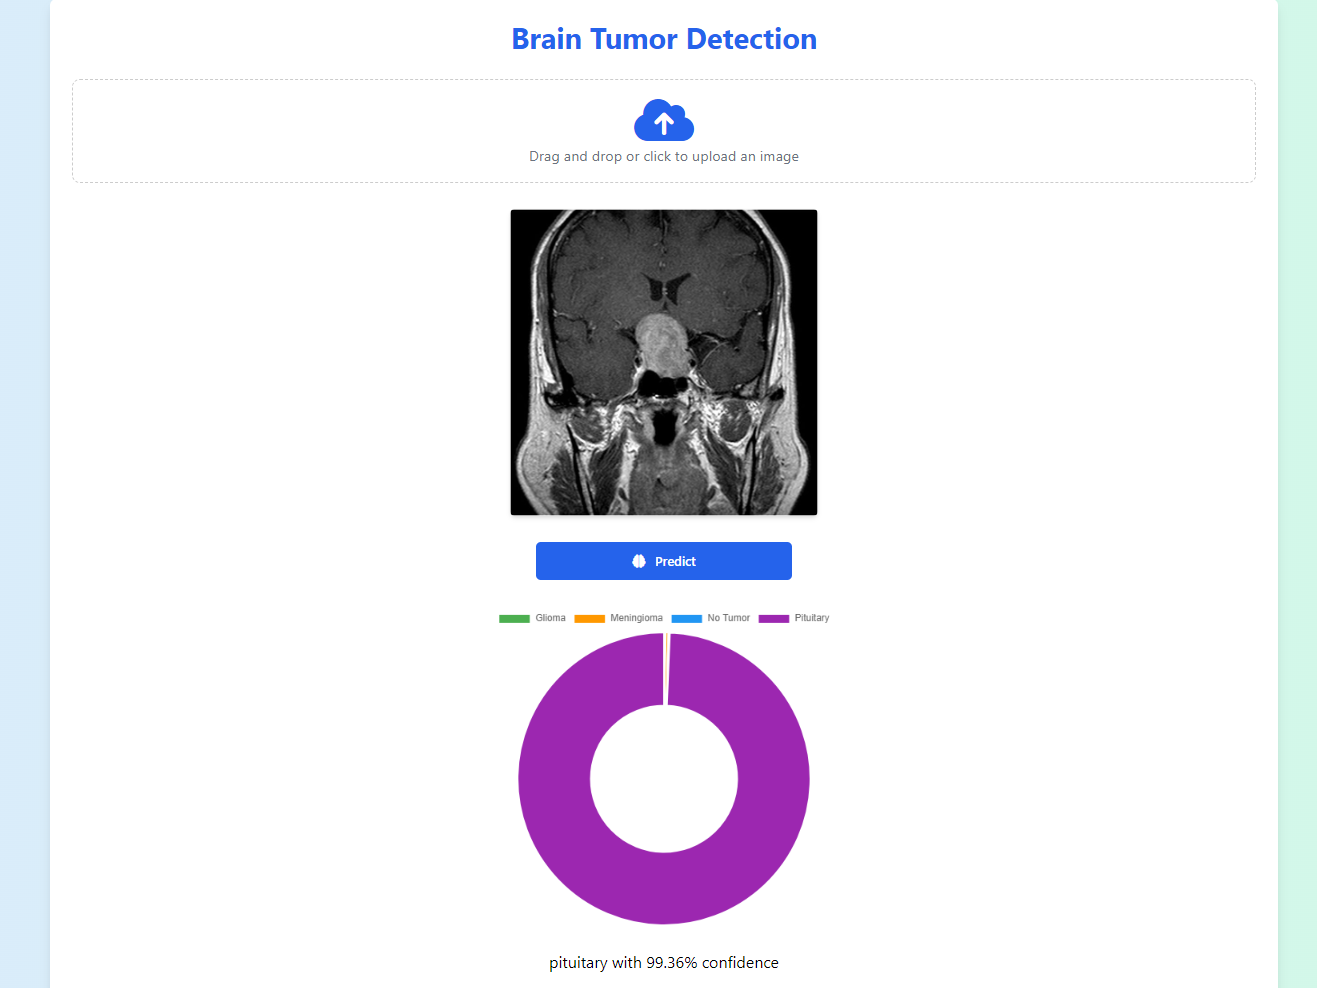 Brain Tumor Detection
Drag and drop or click to upload an image
Predict
Glioma Meningioma No Tumor Pituitary
pituitary with 99.36% confidence